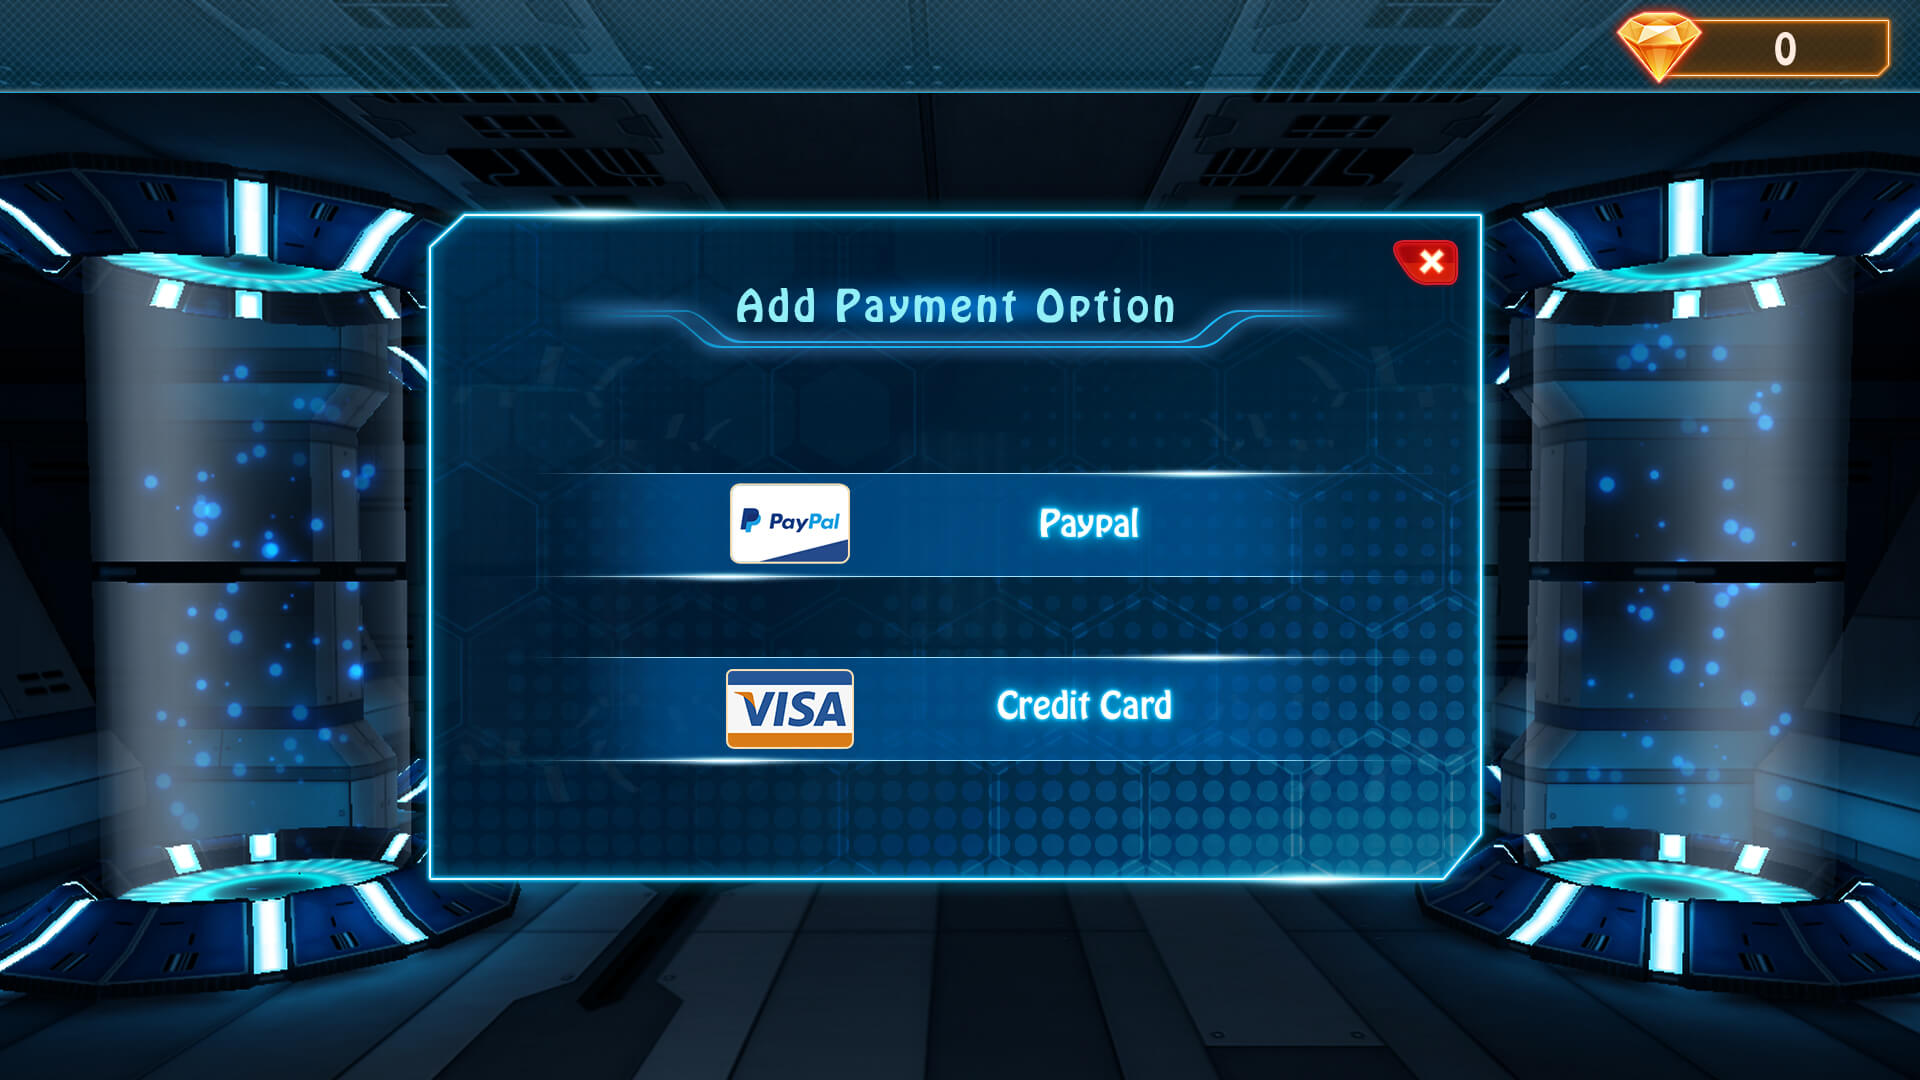 0
Add Payment Option
PayPal
Paypal
VISA
Credit Card